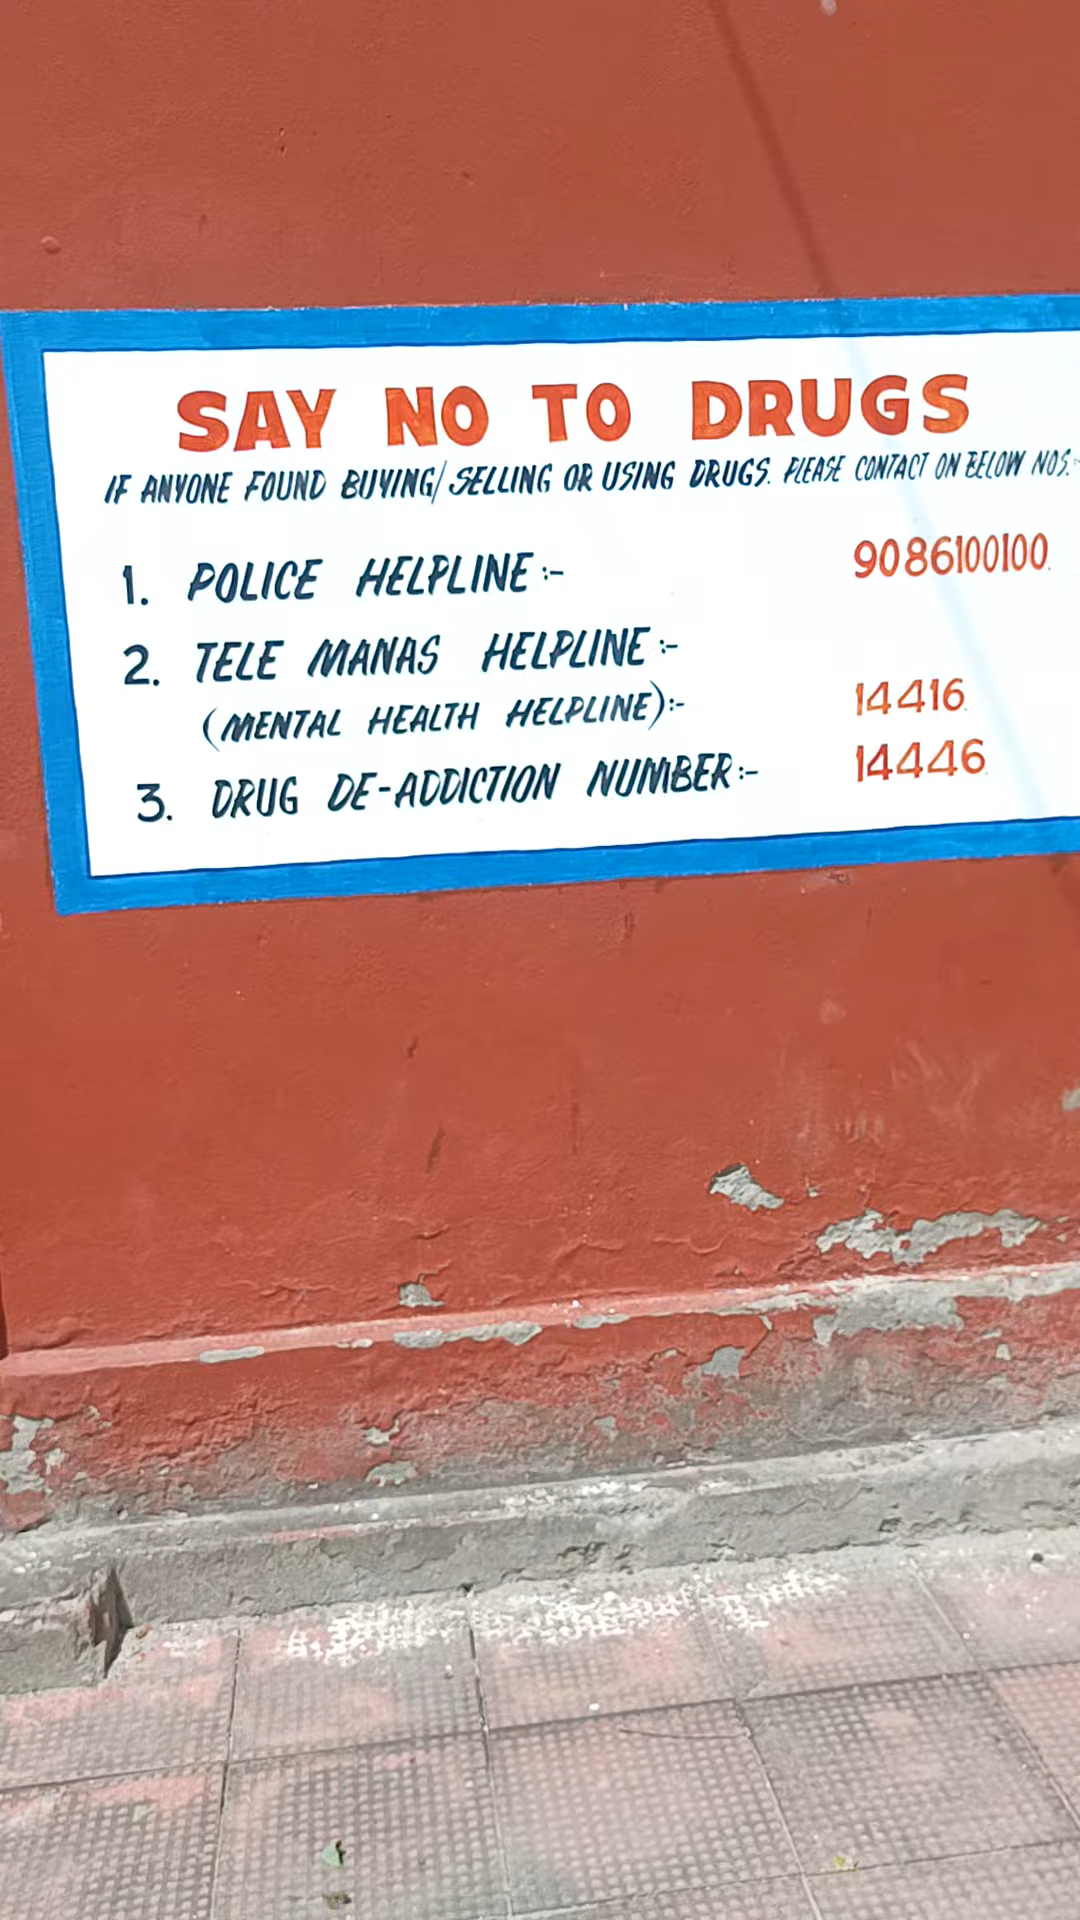 SAY NO TO DRUGS
IF ANYONE FOUND BUYING/SELLING OR USING DRUGS. PLEASE CONTACT ON BELOW NOS.:-
1. POLICE HELPLINE:- 9086100100.
2. TELE MANAS HELPLINE:-
(MENTAL HEALTH HELPLINE):- 14416.
3. DRUG DE-ADDICTION NUMBER:- 14446.